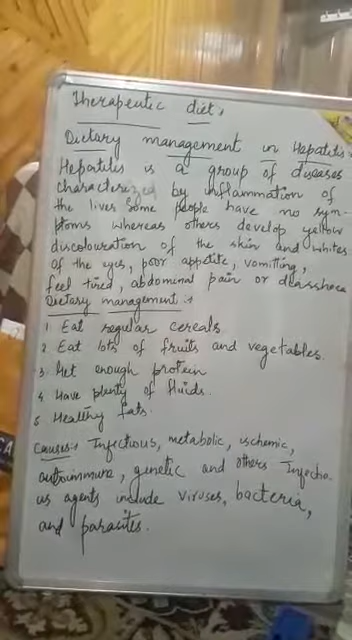 Therapeutic diet,
Dietary management in Hepatitis
Hepatitis is a group of diseases
characterized by inflammation of
the lives some people have no sym-
ptoms whereas others develop yellow
discolouration of the skin and whites
of the eyes, poor appetite, vomitting,
feel tired, abdominal pain or diasshoea
Dietary management :-
1 Eat regular cereals.
2 Eat lots of fruits and vegetables.
3 Get enough protein
4 Have plenty of fluids.
5 Healthy fats.
Causes:- Infectious, metabolic, ischemic,
autoimmune, genetic and others Infectio-
us agents include viruses, bacteria,
and parasites.